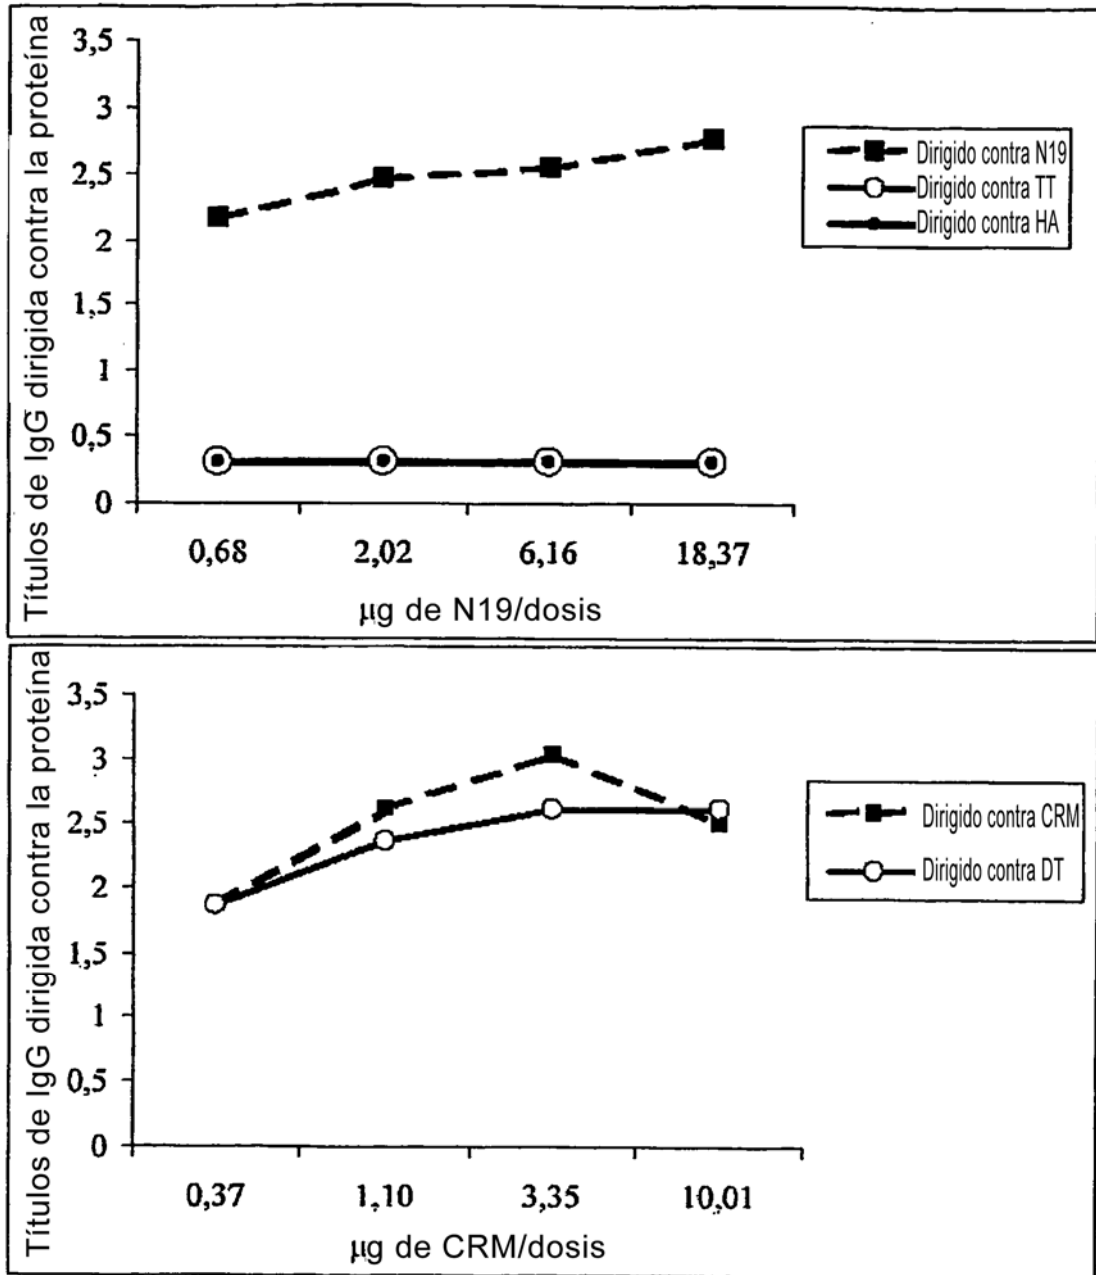 Títulos de IgG dirigida contra la proteína
3,5
3
2,5
2
1,5
1
0,5
0
0,68 2,02 6,16 18,37
µg de N19/dosis
Dirigido contra N19
Dirigido contra TT
Dirigido contra HA
Títulos de IgG dirigida contra la proteína
3,5
3
2,5
2
1,5
1
0,5
0
0,37 1,10 3,35 10,01
µg de CRM/dosis
Dirigido contra CRM
Dirigido contra DT